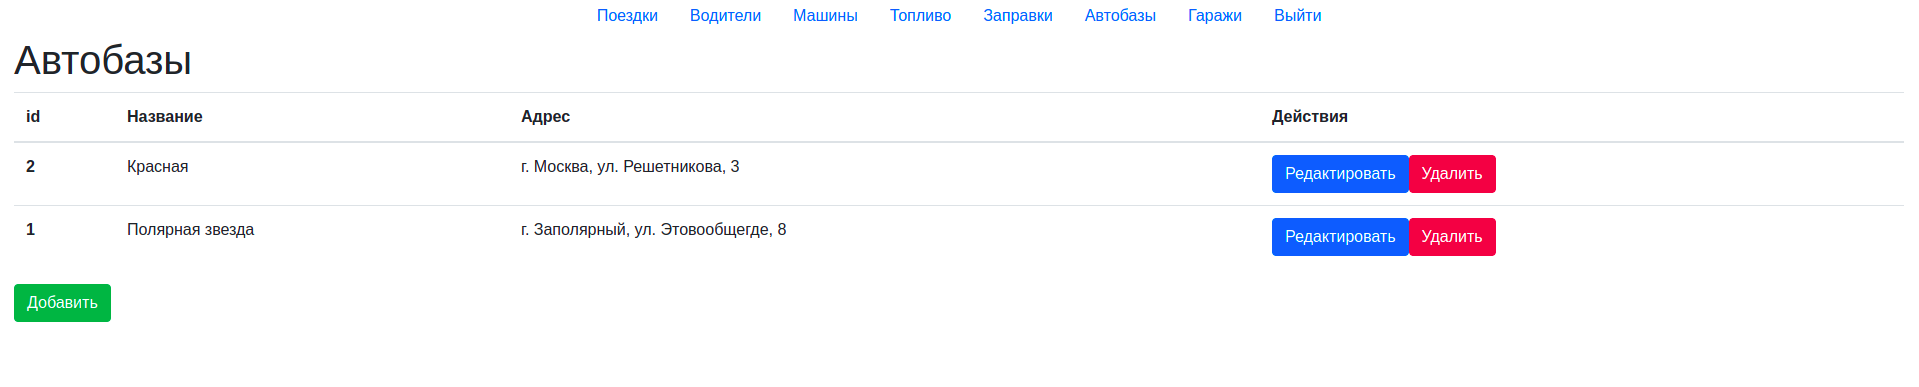 Поездки Водители Машины Топливо Заправки Автобазы Гаражи Выйти
Автобазы
id Название Адрес Действия
2 Красная г. Москва, ул. Решетникова, 3 Редактировать Удалить
1 Полярная звезда г. Заполярный, ул. Этовообщегде, 8 Редактировать Удалить
Добавить